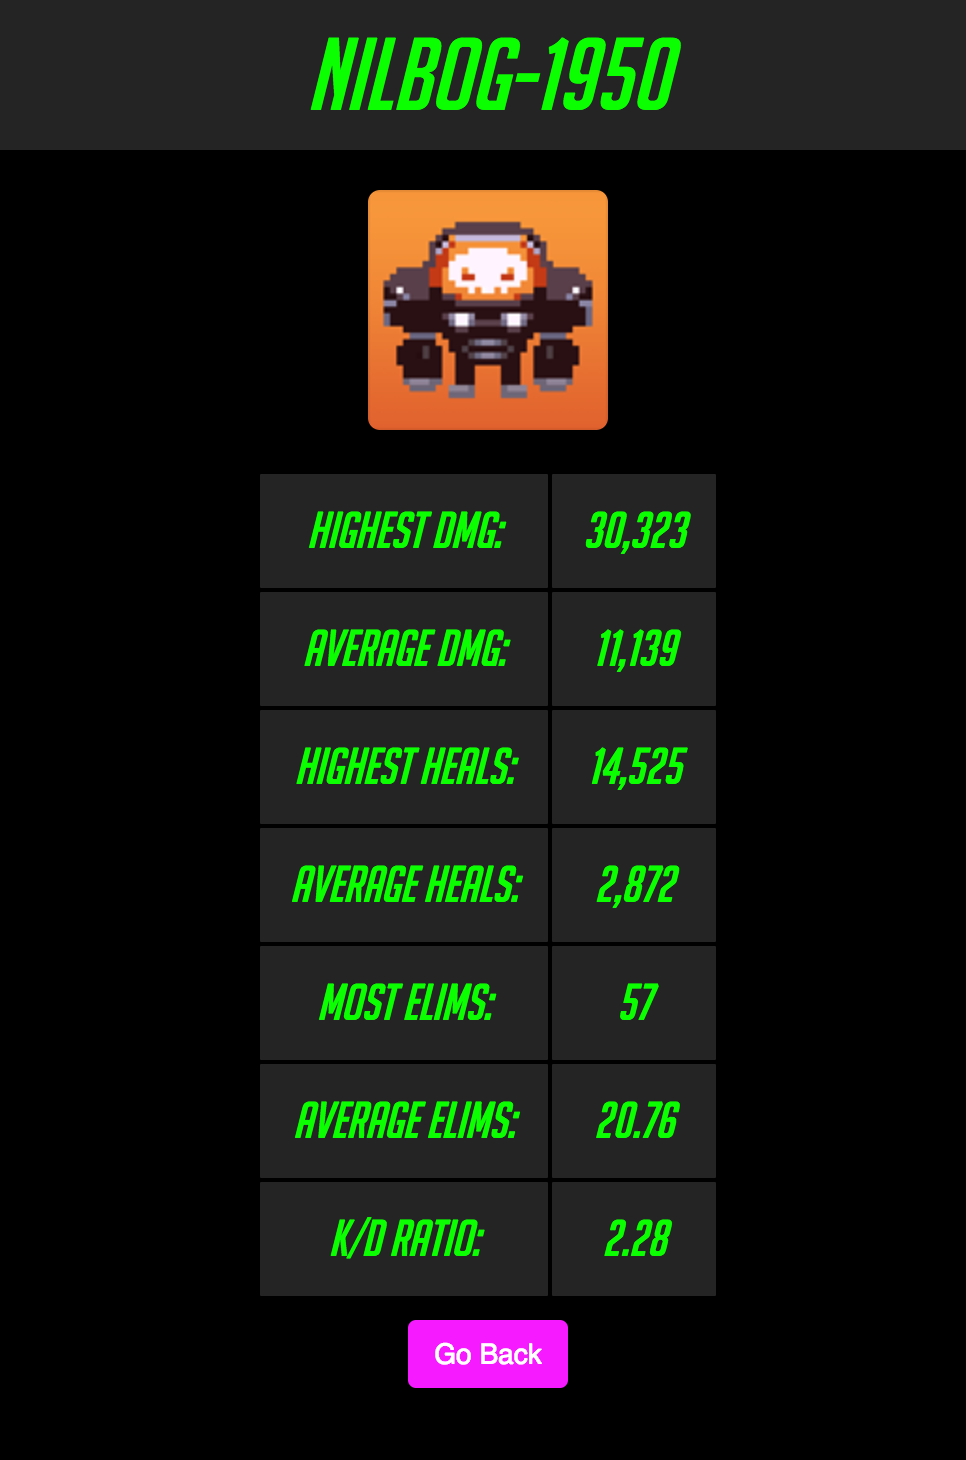 NILBOG-1950
HIGHEST DMG: 30,323
AVERAGE DMG: 11,139
HIGHEST HEALS: 14,525
AVERAGE HEALS: 2,872
MOST ELIMS: 57
AVERAGE ELIMS: 20.76
K/D RATIO: 2.28
Go Back